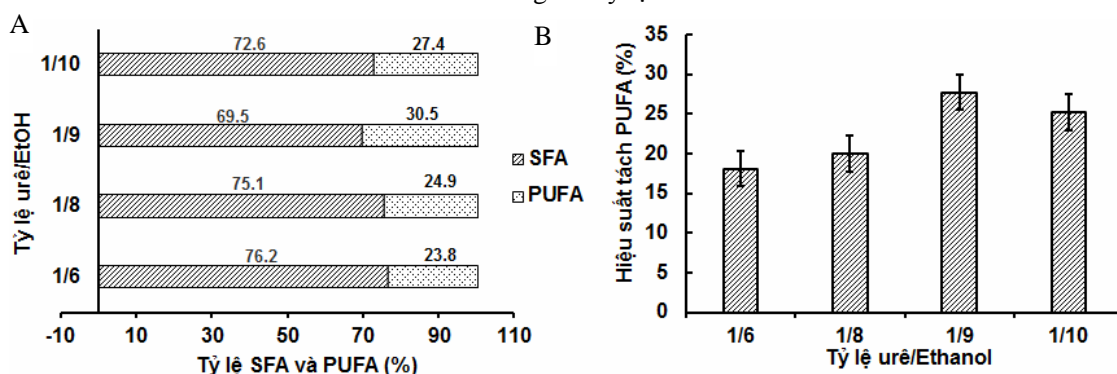 A
72.6 27.4
1/10
69.5 30.5
1/9
75.1 24.9
1/8
76.2 23.8
1/6
Tỷ lệ urê/EtOH
-10 10 30 50 70 90 110
Tỷ lệ SFA và PUFA (%)
SFA
PUFA
B
Hiệu suất tách PUFA (%)
35
30
25
20
15
10
5
0
1/6 1/8 1/9 1/10
Tỷ lệ urê/Ethanol